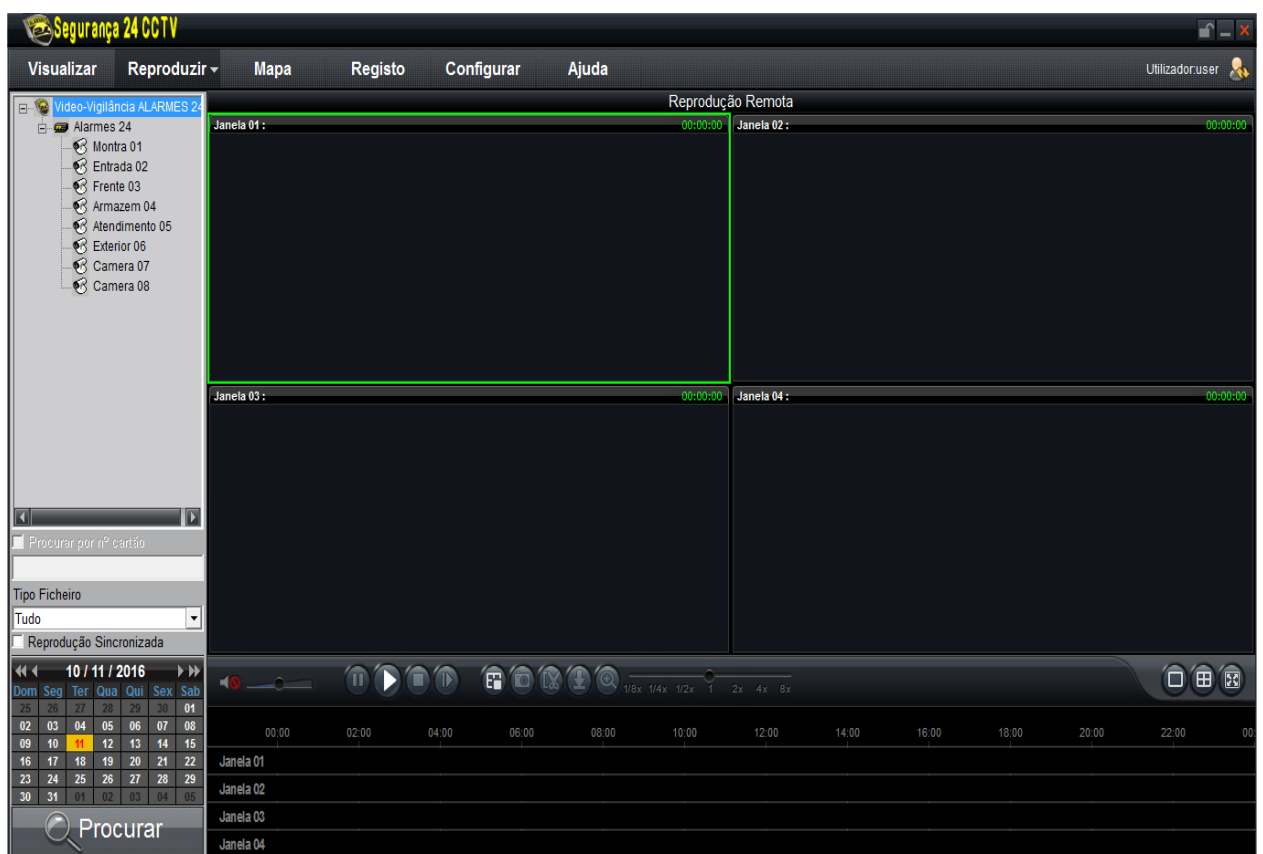 Segurança 24 CCTV
Visualizar Reproduzir Mapa Registo Configurar Ajuda Utilizador:user
Video-Vigilância ALARMES 24
Alarmes 24
Montra 01
Entrada 02
Frente 03
Armazem 04
Atendimento 05
Exterior 06
Camera 07
Camera 08
Procurar por nº cartão
Tipo Ficheiro
Tudo
Reprodução Sincronizada
10 / 11 / 2016
Dom Seg Ter Qua Qui Sex Sab
25 26 27 28 29 30 01
02 03 04 05 06 07 08
09 10 11 12 13 14 15
16 17 18 19 20 21 22
23 24 25 26 27 28 29
30 31 01 02 03 04 05
Procurar
Reprodução Remota
Janela 01 : 00:00:00
Janela 02 : 00:00:00
Janela 03 : 00:00:00
Janela 04 : 00:00:00
1/8x 1/4x 1/2x 1 2x 4x 8x
00:00 02:00 04:00 06:00 08:00 10:00 12:00 14:00 16:00 18:00 20:00 22:00 00:
Janela 01
Janela 02
Janela 03
Janela 04